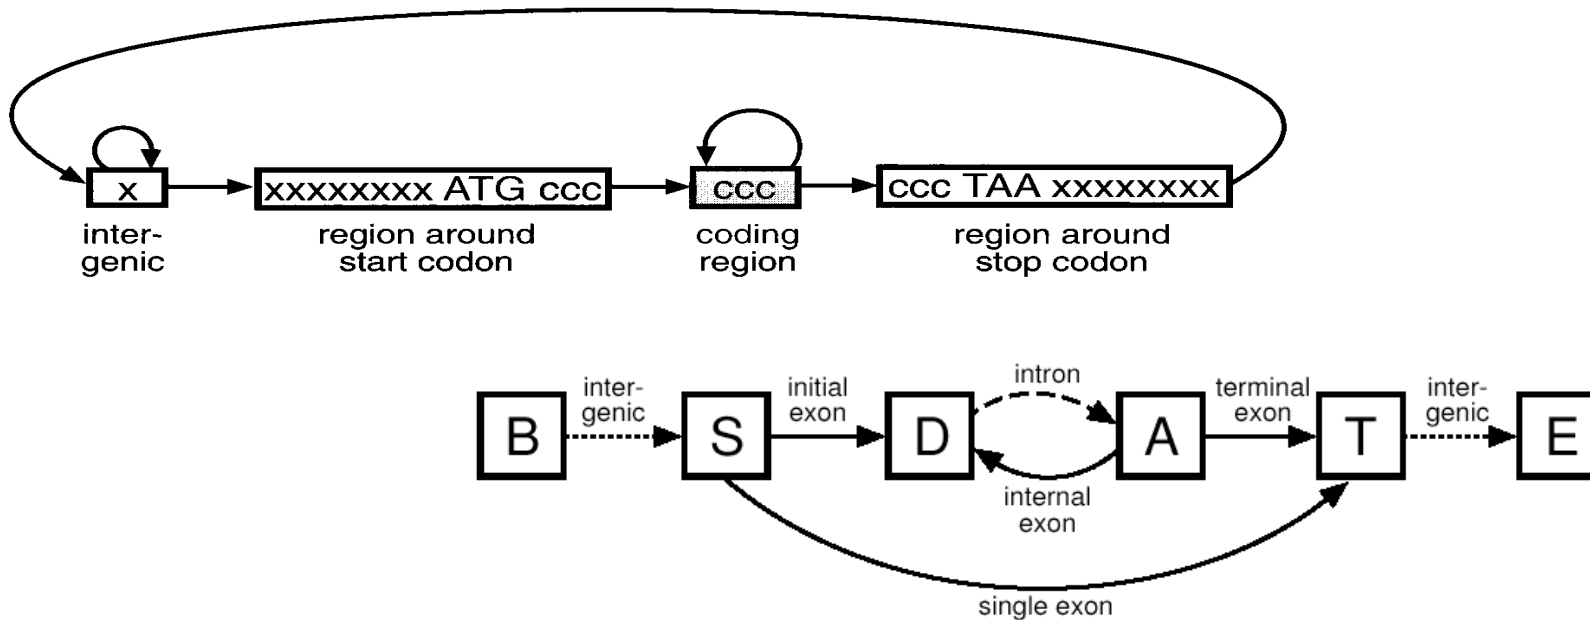 x
xxxxxxxx ATG ccc
ccc
ccc TAA xxxxxxxx
inter-
genic
region around
start codon
coding
region
region around
stop codon
B
inter-
genic
S
initial
exon
D
intron
internal
exon
A
terminal
exon
T
inter-
genic
E
single exon